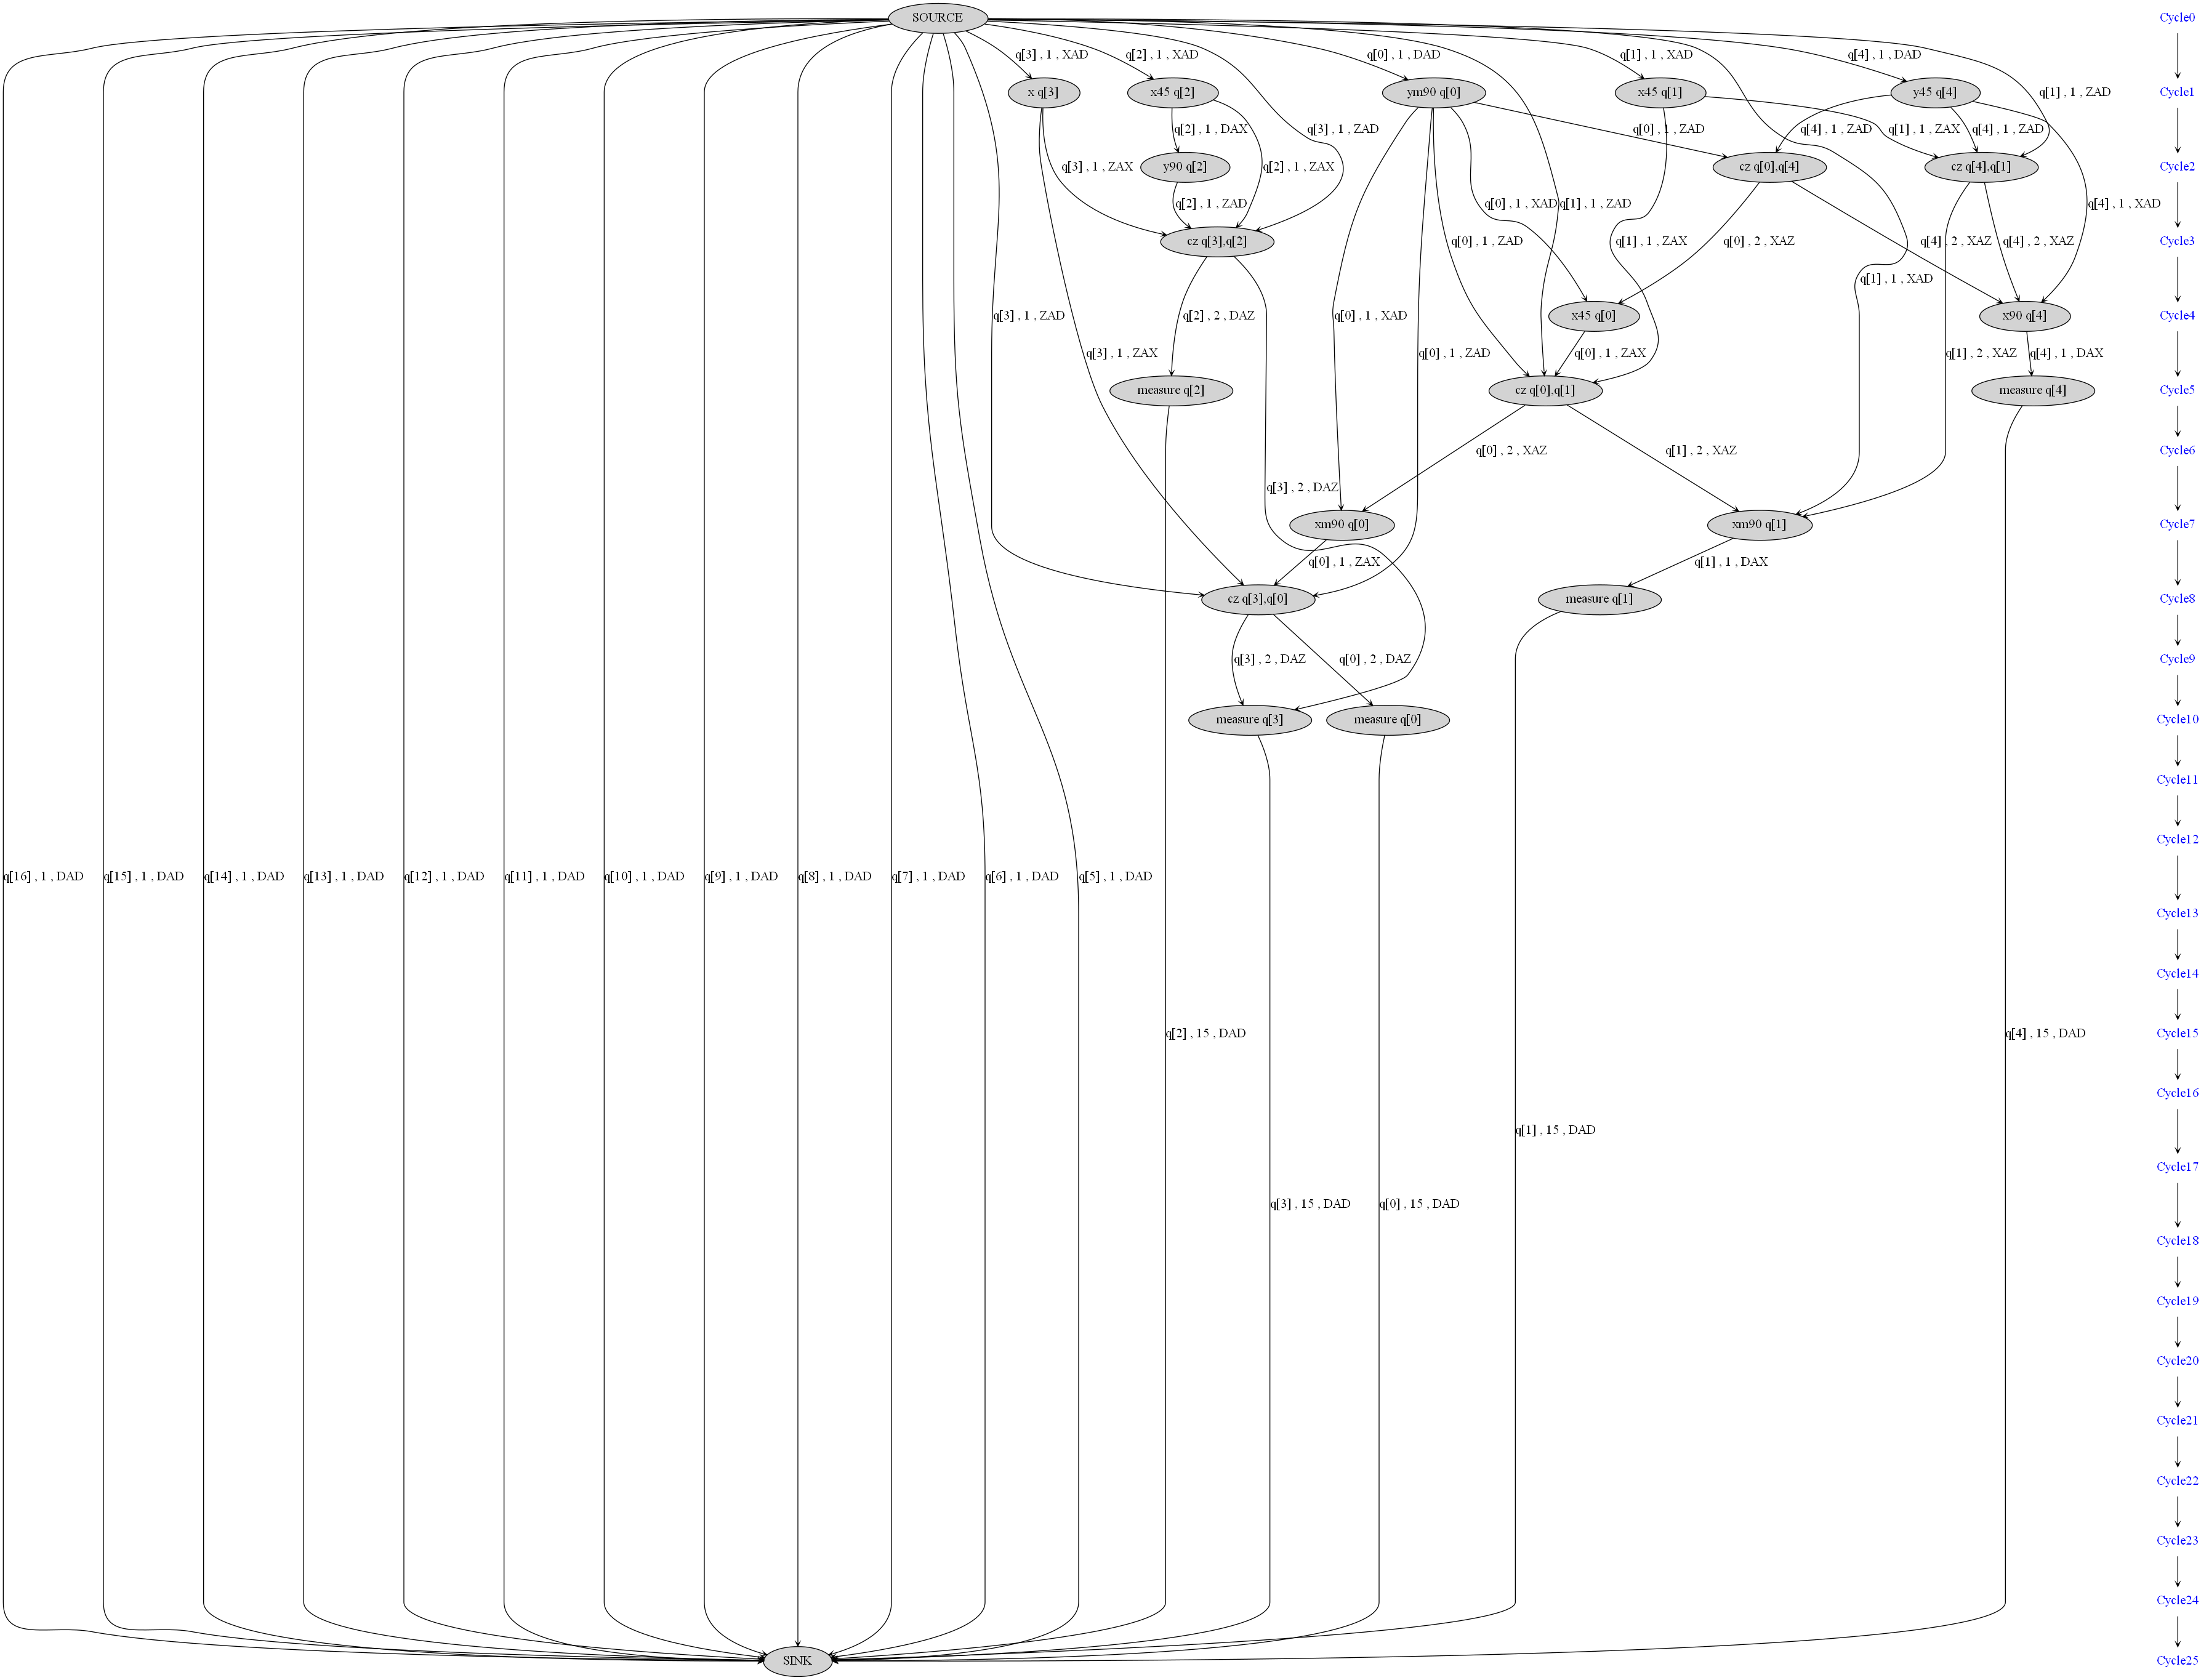 SOURCE
Cycle0
q[3] , 1 , XAD
q[2] , 1 , XAD
q[0] , 1 , DAD
q[1] , 1 , XAD
q[4] , 1 , DAD
x q[3]
x45 q[2]
ym90 q[0]
x45 q[1]
y45 q[4]
q[1] , 1 , ZAD
Cycle1
q[2] , 1 , DAX
q[3] , 1 , ZAD
q[0] , 1 , ZAD
q[4] , 1 , ZAD
q[1] , 1 , ZAX
q[4] , 1 , ZAD
q[3] , 1 , ZAX
y90 q[2]
q[2] , 1 , ZAX
cz q[0],q[4]
cz q[4],q[1]
Cycle2
q[2] , 1 , ZAD
q[0] , 1 , XAD
q[1] , 1 , ZAD
q[4] , 1 , XAD
cz q[3],q[2]
q[0] , 1 , ZAD
q[1] , 1 , ZAX
q[0] , 2 , XAZ
q[4] , 2 , XAZ
q[4] , 2 , XAZ
Cycle3
q[1] , 1 , XAD
q[3] , 1 , ZAD
q[2] , 2 , DAZ
q[0] , 1 , XAD
x45 q[0]
x90 q[4]
Cycle4
q[3] , 1 , ZAX
q[0] , 1 , ZAD
q[0] , 1 , ZAX
q[1] , 2 , XAZ
q[4] , 1 , DAX
measure q[2]
cz q[0],q[1]
measure q[4]
Cycle5
q[0] , 2 , XAZ
q[1] , 2 , XAZ
Cycle6
q[3] , 2 , DAZ
xm90 q[0]
xm90 q[1]
Cycle7
q[0] , 1 , ZAX
q[1] , 1 , DAX
cz q[3],q[0]
measure q[1]
Cycle8
q[3] , 2 , DAZ
q[0] , 2 , DAZ
Cycle9
measure q[3]
measure q[0]
Cycle10
Cycle11
Cycle12
q[16] , 1 , DAD
q[15] , 1 , DAD
q[14] , 1 , DAD
q[13] , 1 , DAD
q[12] , 1 , DAD
q[11] , 1 , DAD
q[10] , 1 , DAD
q[9] , 1 , DAD
q[8] , 1 , DAD
q[7] , 1 , DAD
q[6] , 1 , DAD
q[5] , 1 , DAD
Cycle13
Cycle14
q[2] , 15 , DAD
q[4] , 15 , DAD
Cycle15
Cycle16
q[1] , 15 , DAD
Cycle17
q[3] , 15 , DAD
q[0] , 15 , DAD
Cycle18
Cycle19
Cycle20
Cycle21
Cycle22
Cycle23
Cycle24
SINK
Cycle25